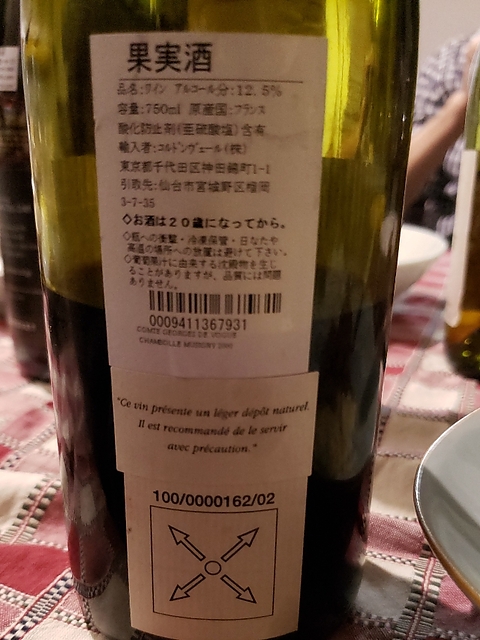 果実酒
品名:ワイン アルコール分:12.5%
容量:750ml 原産国:フランス
酸化防止剤(亜硫酸塩)含有
輸入者:コルドンヴェール(株)
東京都千代田区神田錦町1-1
引取先:仙台市宮城野区榴岡
3-7-35
◇お酒は20歳になってから。
◇瓶への衝撃・冷凍保管・日なたや
高温の場所への放置は避けて下さい。
◇葡萄果汁に由来する沈殿物を生じ
ることがありますが、品質には問題
ありません。
0009411367931
COMTE GEORGES DE VOGUE
CHAMBOLLE MUSIGNY
"Ce vin présente un léger dépôt naturel.
Il est recommandé de le servir
avec précaution."
100/0000162/02